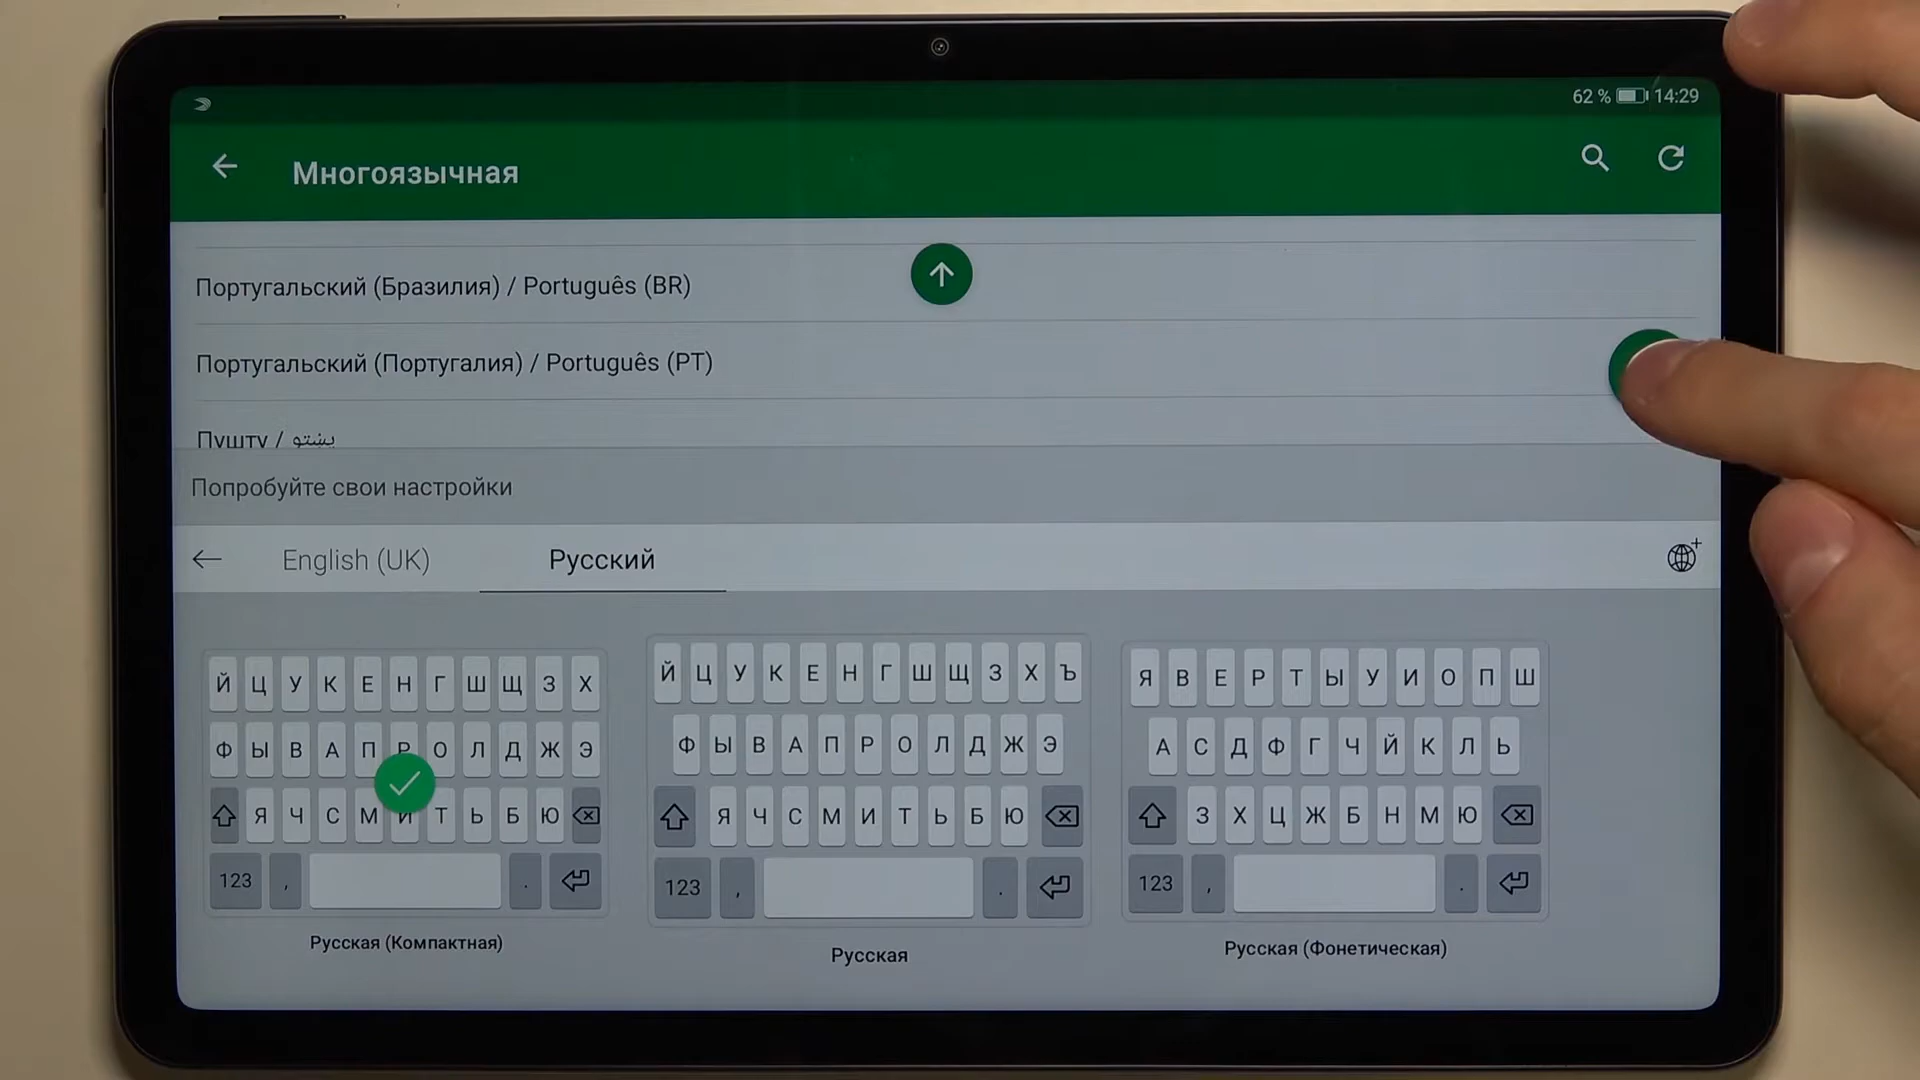 62 % 14:29
Многоязычная
Португальский (Бразилия) / Português (BR)
Португальский (Португалия) / Português (PT)
Пушту / پښتو
Попробуйте свои настройки
English (UK) Русский
Й Ц У К Е Н Г Ш Щ З Х
Ф Ы В А П Р О Л Д Ж Э
Я Ч С М И Т Ь Б Ю
123 , .
Русская (Компактная)
Й Ц У К Е Н Г Ш Щ З Х Ъ
Ф Ы В А П Р О Л Д Ж Э
Я Ч С М И Т Ь Б Ю
123 , .
Русская
Я В Е Р Т Ы У И О П Ш
А С Д Ф Г Ч Й К Л Ь
З Х Ц Ж Б Н М Ю
123 , .
Русская (Фонетическая)